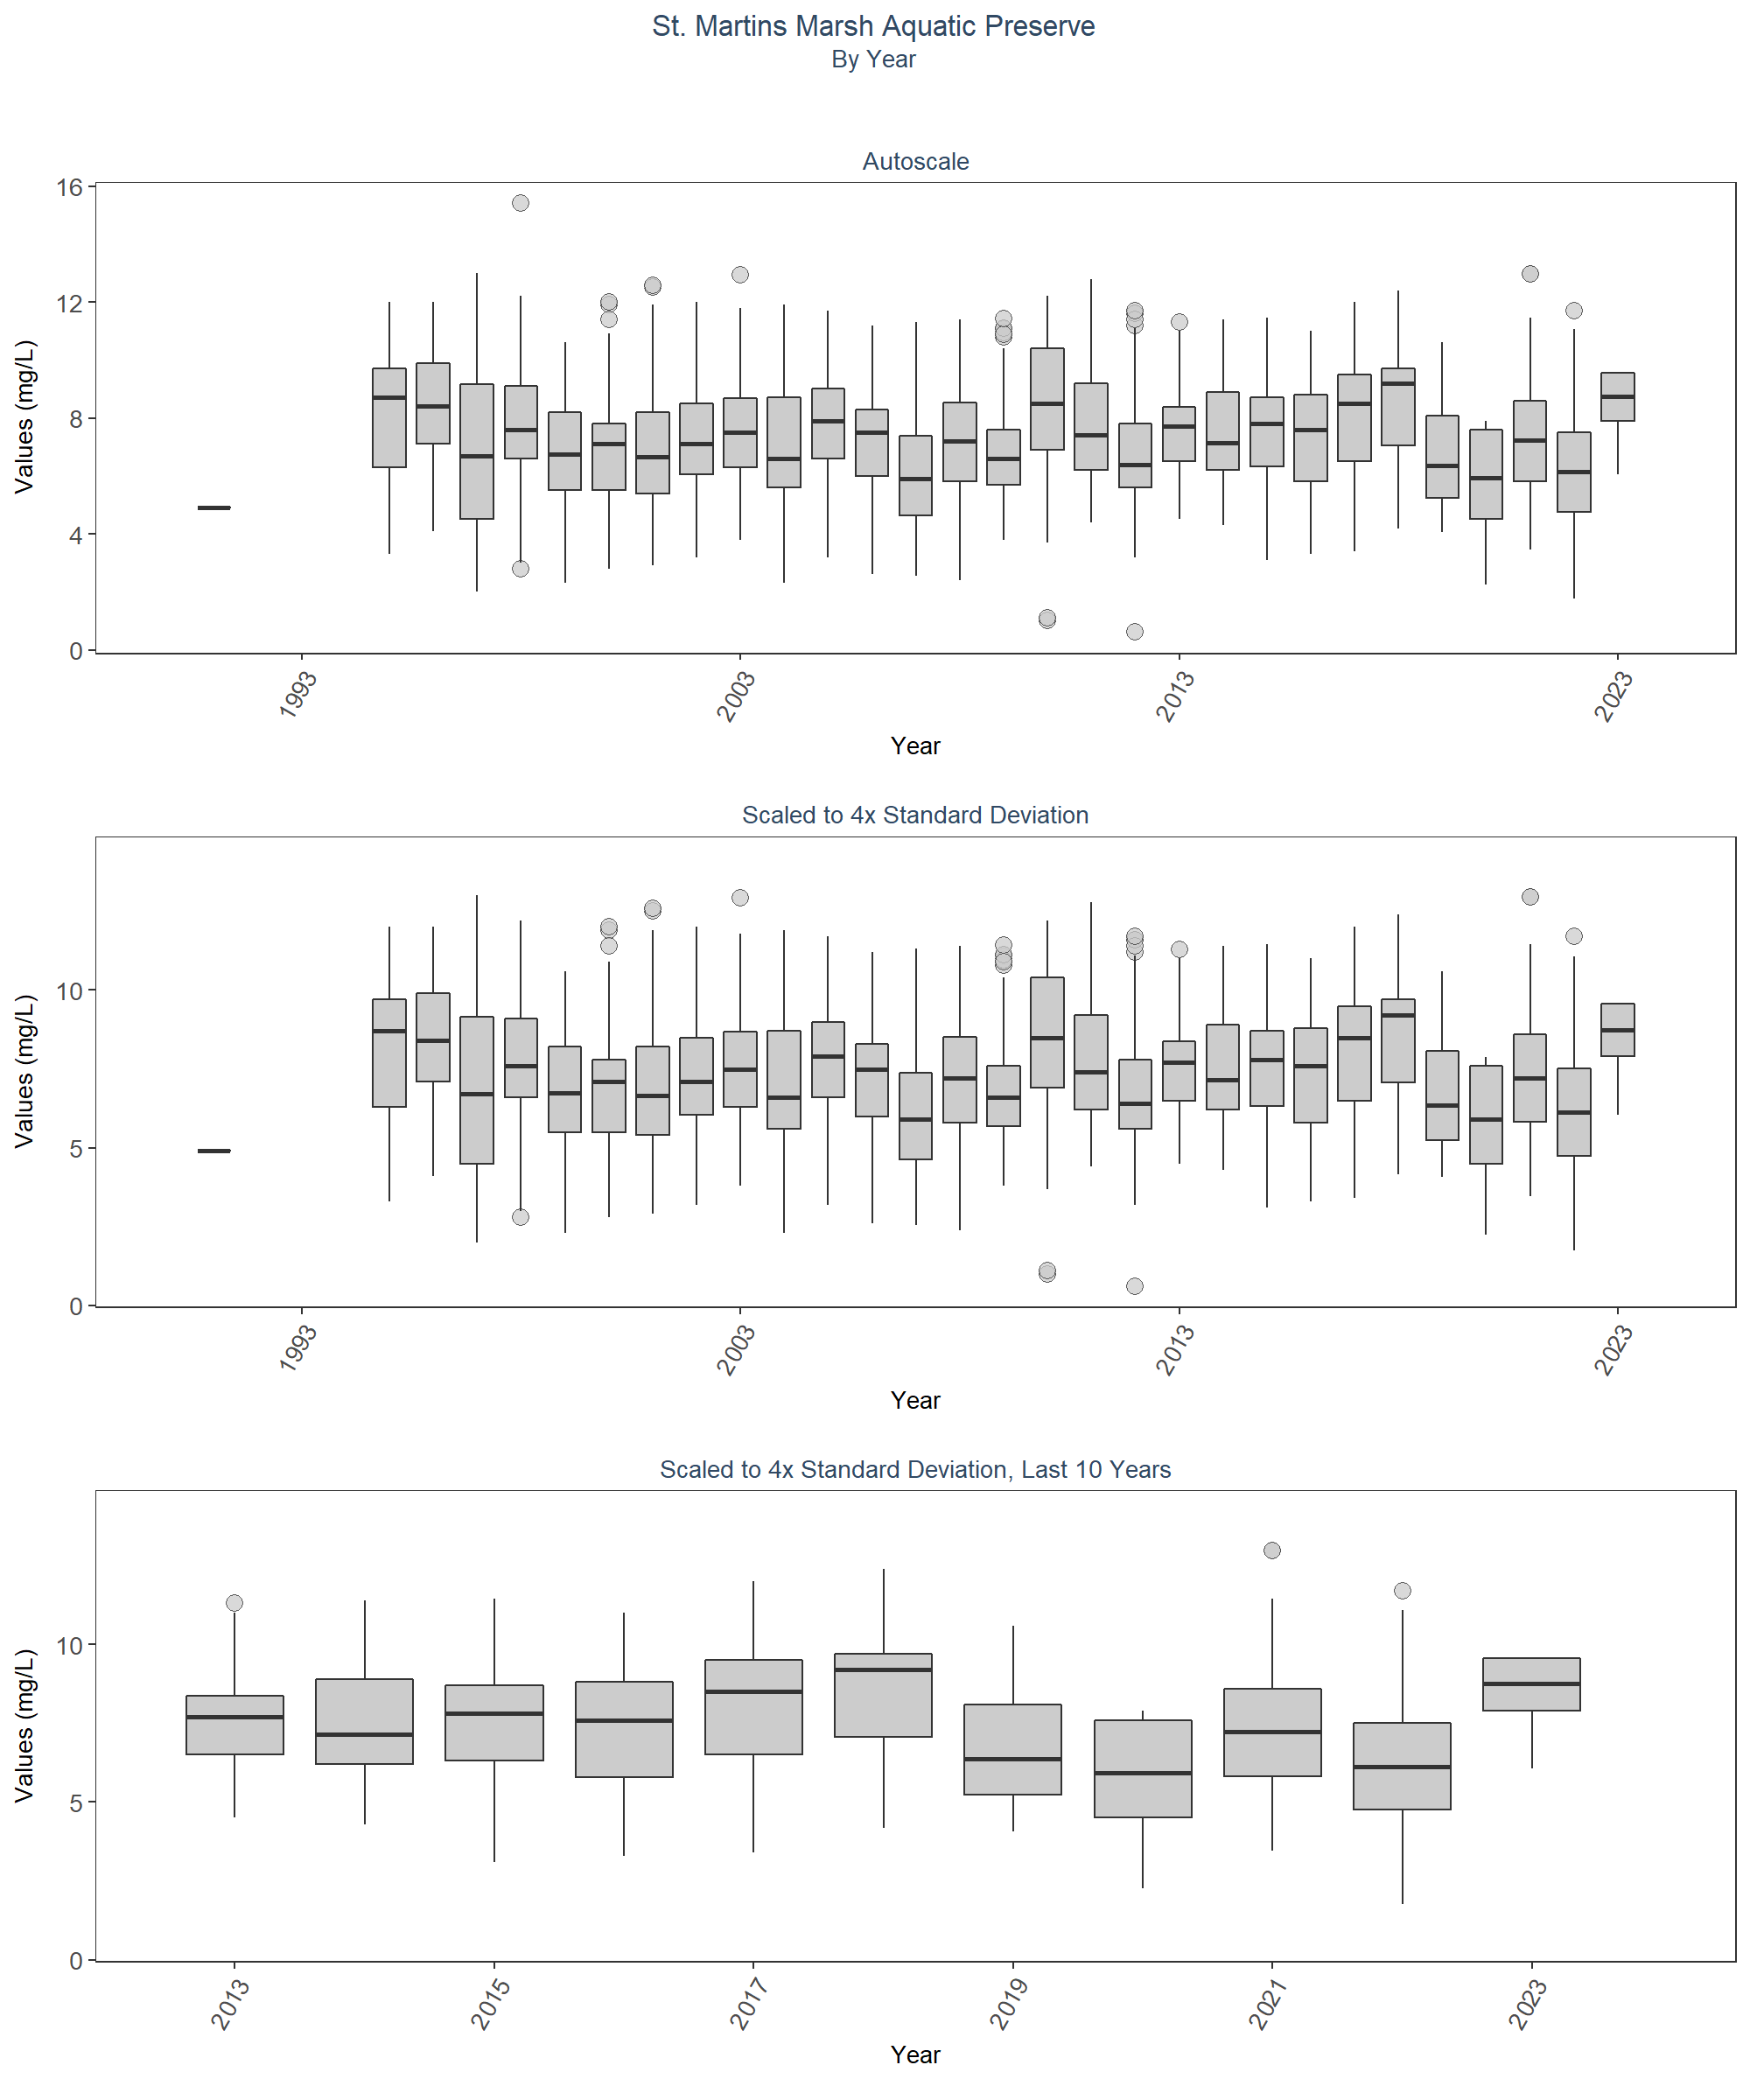 St. Martins Marsh Aquatic Preserve
By Year
Autoscale
Values (mg/L)
16
12
8
4
0
1993
2003
2013
2023
Year
Scaled to 4x Standard Deviation
Values (mg/L)
10
5
0
1993
2003
2013
2023
Year
Scaled to 4x Standard Deviation, Last 10 Years
Values (mg/L)
10
5
0
2013
2015
2017
2019
2021
2023
Year